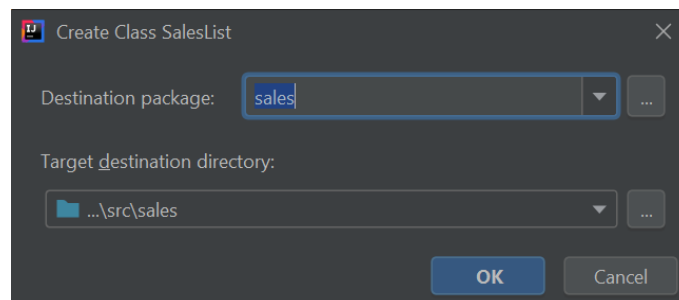 IJ
Create Class SalesList
Destination package: sales ...
Target destination directory:
...\src\sales ...
OK Cancel